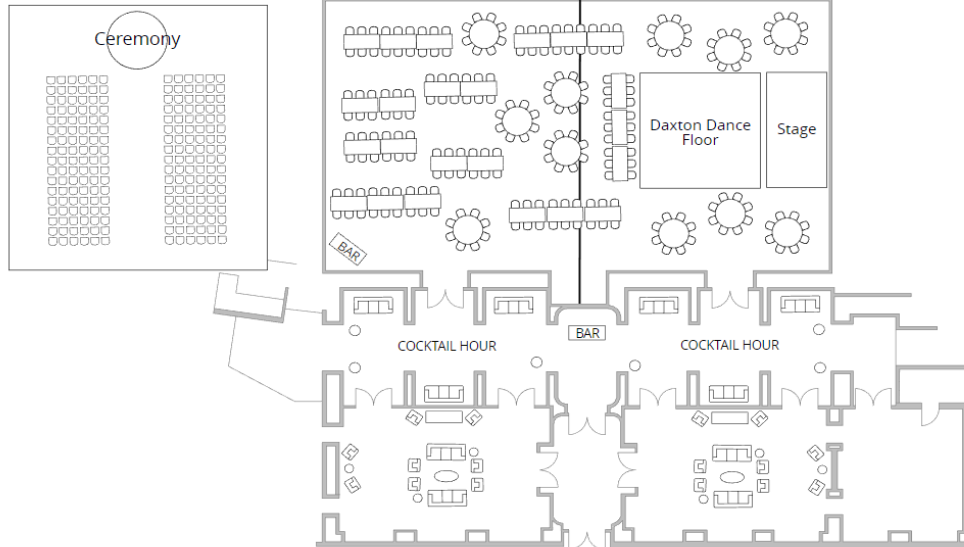 Ceremony
Daxton Dance
Floor
Stage
BAR
BAR
COCKTAIL HOUR
COCKTAIL HOUR